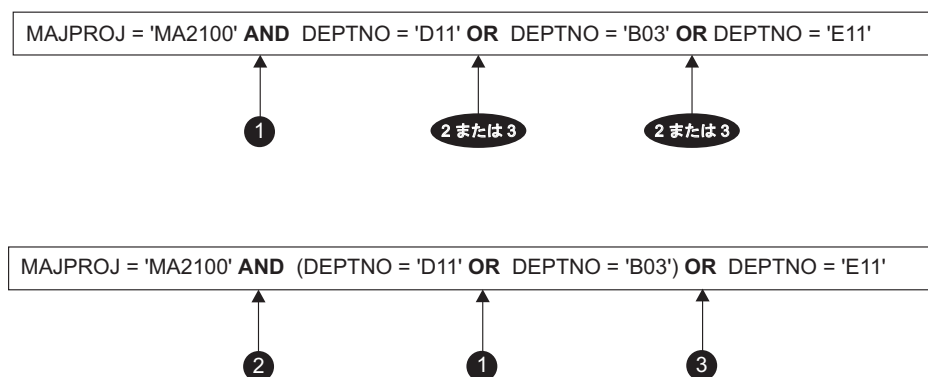 MAJPROJ = 'MA2100' AND DEPTNO = 'D11' OR DEPTNO = 'B03' OR DEPTNO = 'E11'
1 2 または 3 2 または 3
MAJPROJ = 'MA2100' AND (DEPTNO = 'D11' OR DEPTNO = 'B03') OR DEPTNO = 'E11'
2 1 3